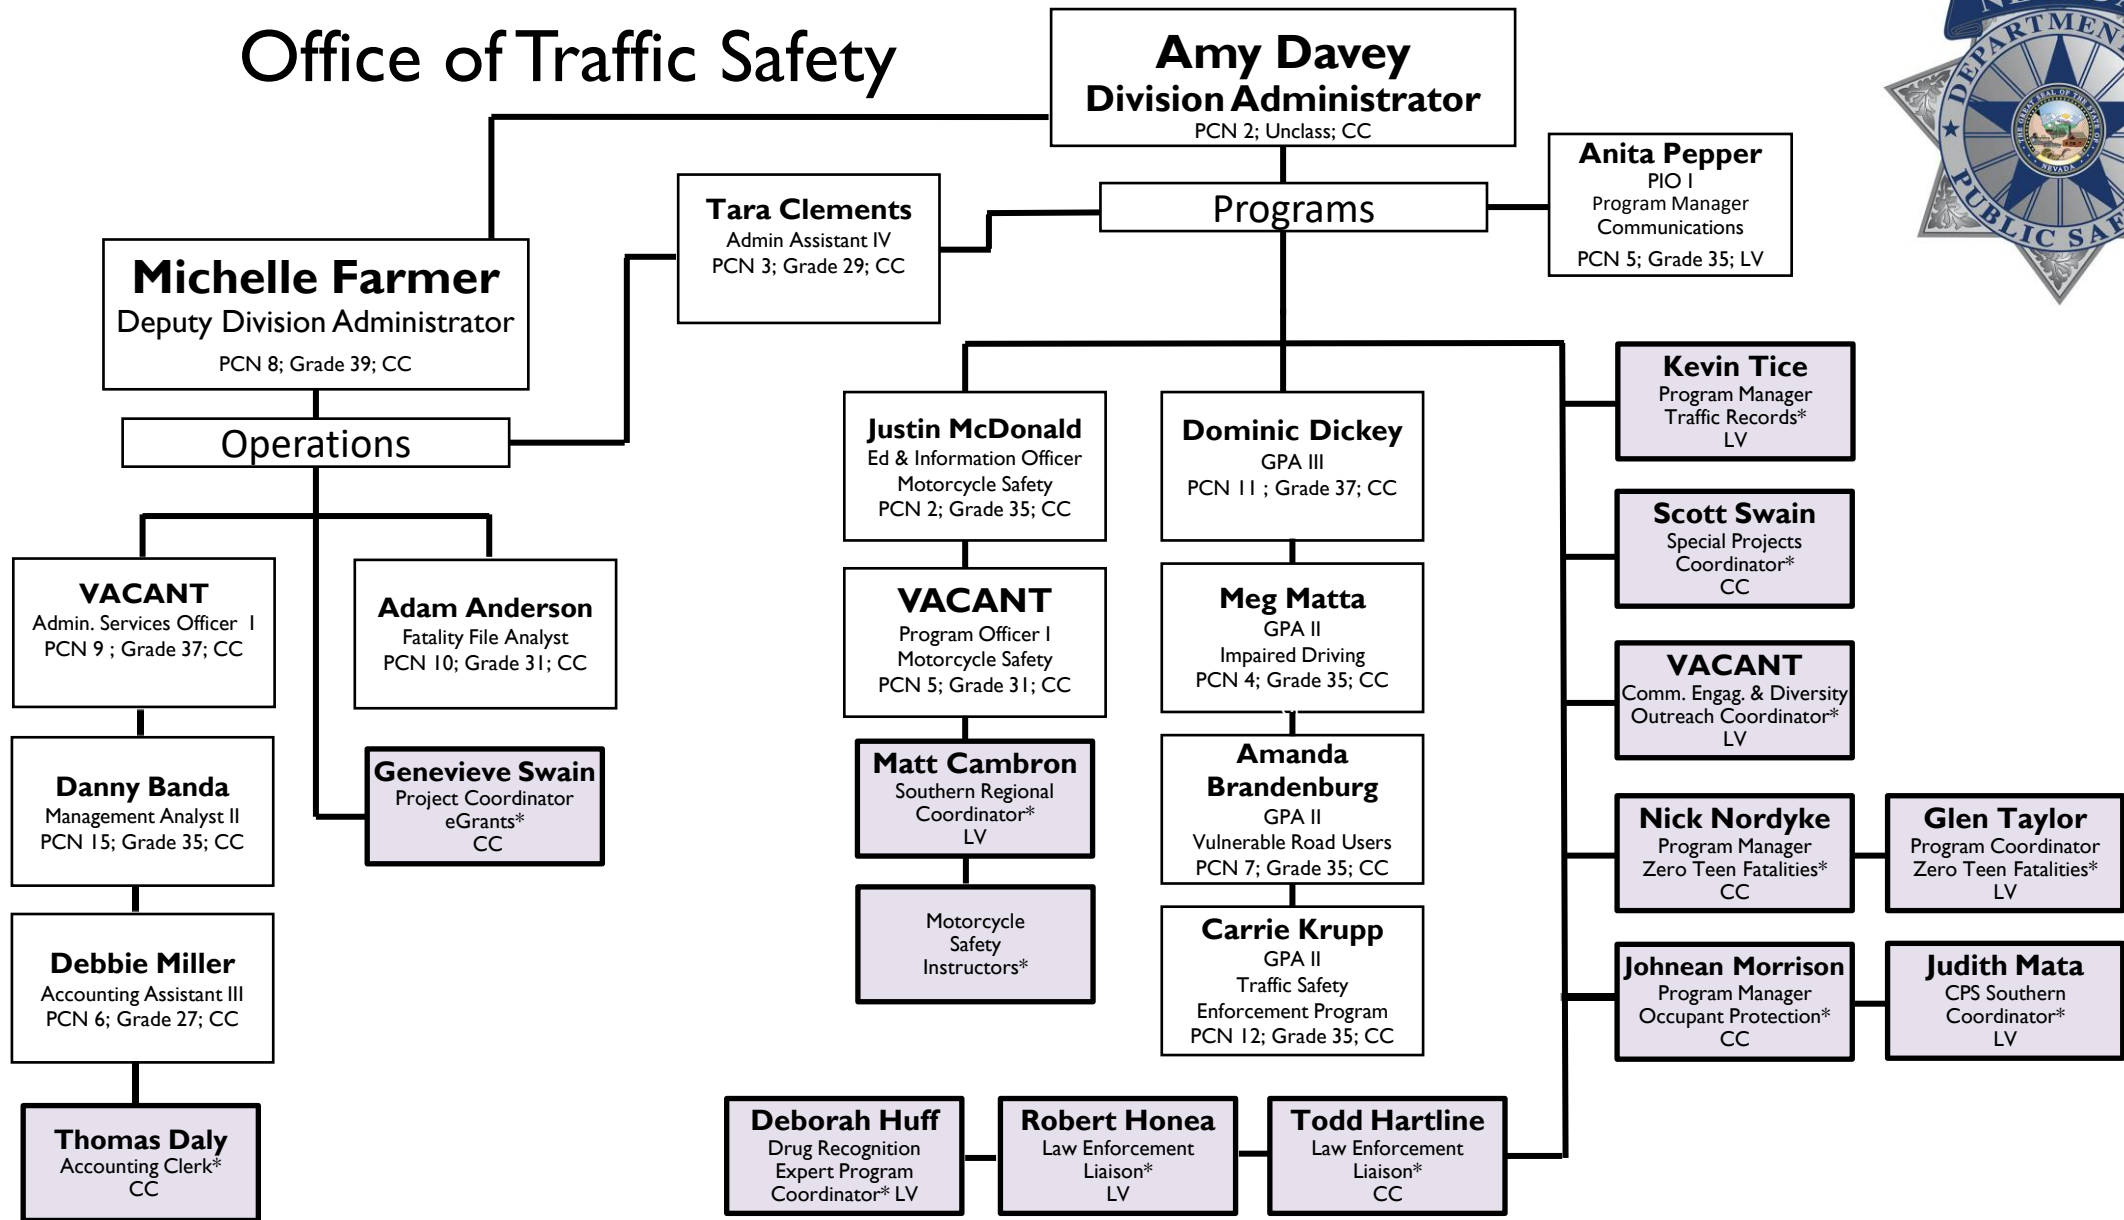 Office of Traffic Safety
Amy Davey
Division Administrator
PCN 2; Unclass; CC
DEPARTMENT
PUBLIC
NEVADA
Anita Pepper
PIO I
Program Manager
Communications
PCN 5; Grade 35; LV
Programs
Tara Clements
Admin Assistant IV
PCN 3; Grade 29; CC
Michelle Farmer
Deputy Division Administrator
PCN 8; Grade 39; CC
Operations
VACANT
Admin. Services Officer I
PCN 9 ; Grade 37; CC
Adam Anderson
Fatality File Analyst
PCN 10; Grade 31; CC
Danny Banda
Management Analyst II
PCN 15; Grade 35; CC
Genevieve Swain
Project Coordinator
eGrants*
CC
Debbie Miller
Accounting Assistant III
PCN 6; Grade 27; CC
Thomas Daly
Accounting Clerk*
CC
Justin McDonald
Ed & Information Officer
Motorcycle Safety
PCN 2; Grade 35; CC
VACANT
Program Officer I
Motorcycle Safety
PCN 5; Grade 31; CC
Matt Cambron
Southern Regional
Coordinator*
LV
Motorcycle
Safety
Instructors*
Dominic Dickey
GPA III
PCN 11 ; Grade 37; CC
Meg Matta
GPA II
Impaired Driving
PCN 4; Grade 35; CC
Amanda
Brandenburg
GPA II
Vulnerable Road Users
PCN 7; Grade 35; CC
Carrie Krupp
GPA II
Traffic Safety
Enforcement Program
PCN 12; Grade 35; CC
Kevin Tice
Program Manager
Traffic Records*
LV
Scott Swain
Special Projects
Coordinator*
CC
VACANT
Comm. Engag. & Diversity
Outreach Coordinator*
LV
Nick Nordyke
Program Manager
Zero Teen Fatalities*
CC
Glen Taylor
Program Coordinator
Zero Teen Fatalities*
LV
Johnean Morrison
Program Manager
Occupant Protection*
CC
Judith Mata
CPS Southern
Coordinator*
LV
Deborah Huff
Drug Recognition
Expert Program
Coordinator* LV
Robert Honea
Law Enforcement
Liaison*
LV
Todd Hartline
Law Enforcement
Liaison*
CC